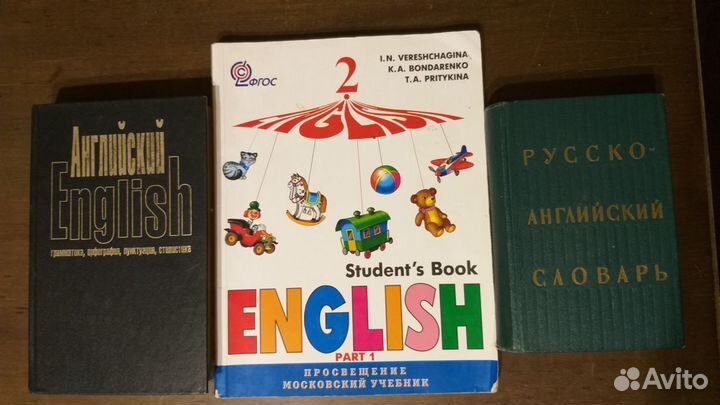 Английский
English
грамматика, орфография, пунктуация, стилистика
ФГОС
I.N. VERESHCHAGINA
K.A. BONDARENKO
T.A. PRITYKINA
2
ENGLISH
Student's Book
ENGLISH
PART 1
ПРОСВЕЩЕНИЕ
МОСКОВСКИЙ УЧЕБНИК
РУССКО-
АНГЛИЙСКИЙ
СЛОВАРЬ
Avito